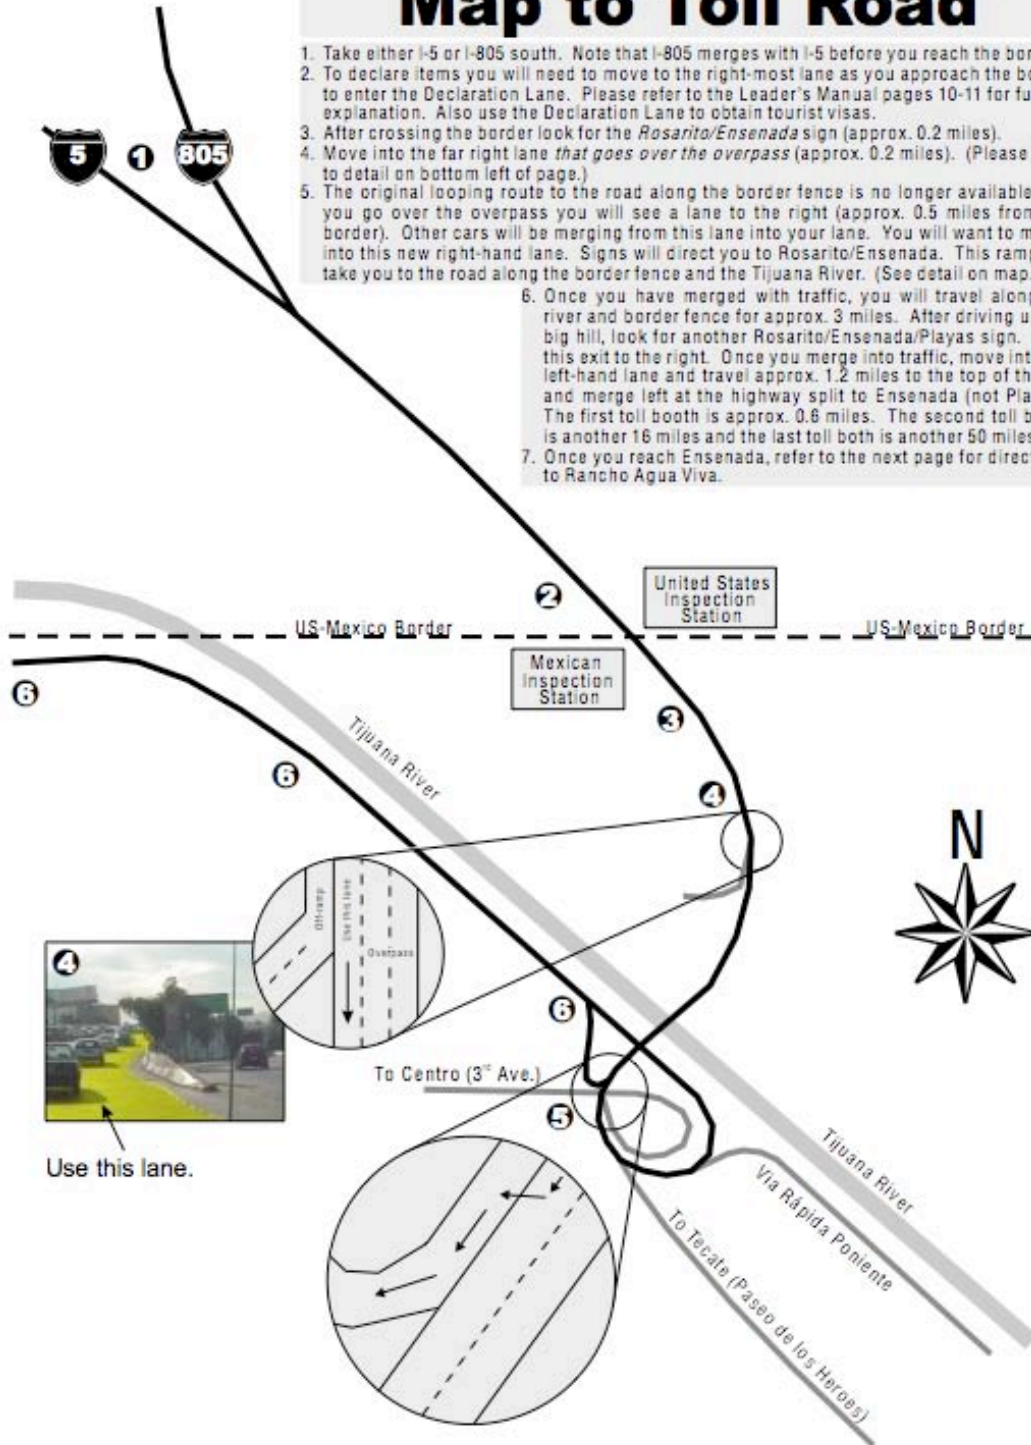 Map to Toll Road
1. Take either I-5 or I-805 south. Note that I-805 merges with I-5 before you reach the
2. To declare items you will need to move to the right-most lane as you approach the
to enter the Declaration Lane. Please refer to the Leader's Manual pages 10-11 for
explanation. Also use the Declaration Lane to obtain tourist visas.
3. After crossing the border look for the Rosarito/Ensenada sign (approx. 0.2 miles).
4. Move into the far right lane that goes over the overpass (approx. 0.2 miles). (Please
to detail on bottom left of page.)
5. The original looping route to the road along the border fence is no longer available
you go over the overpass you will see a lane to the right (approx. 0.5 miles from
border). Other cars will be merging from this lane into your lane. You will want to
into this new right-hand lane. Signs will direct you to Rosarito/Ensenada. This ramp
take you to the road along the border fence and the Tijuana River. (See detail on map.
6. Once you have merged with traffic, you will travel along
river and border fence for approx. 3 miles. After driving
big hill, look for another Rosarito/Ensenada/Playas sign.
this exit to the right. Once you merge into traffic, move
left-hand lane and travel approx. 1.2 miles to the top of
and merge left at the highway split to Ensenada (not
The first toll booth is approx. 0.6 miles. The second toll
is another 16 miles and the last toll both is another 50 miles
7. Once you reach Ensenada, refer to the next page for
to Rancho Agua Viva.
5
1
805
2
United States
Inspection
Station
US-Mexico Border
US-Mexico Border
Mexican
Inspection
Station
6
3
Tijuana River
6
4
N
Off-ramp
Use this lane
Overpass
4
6
To Centro (3rd Ave.)
5
Use this lane.
Tijuana River
Via Rápida Poniente
To Tecate (Paseo de los Heroes)